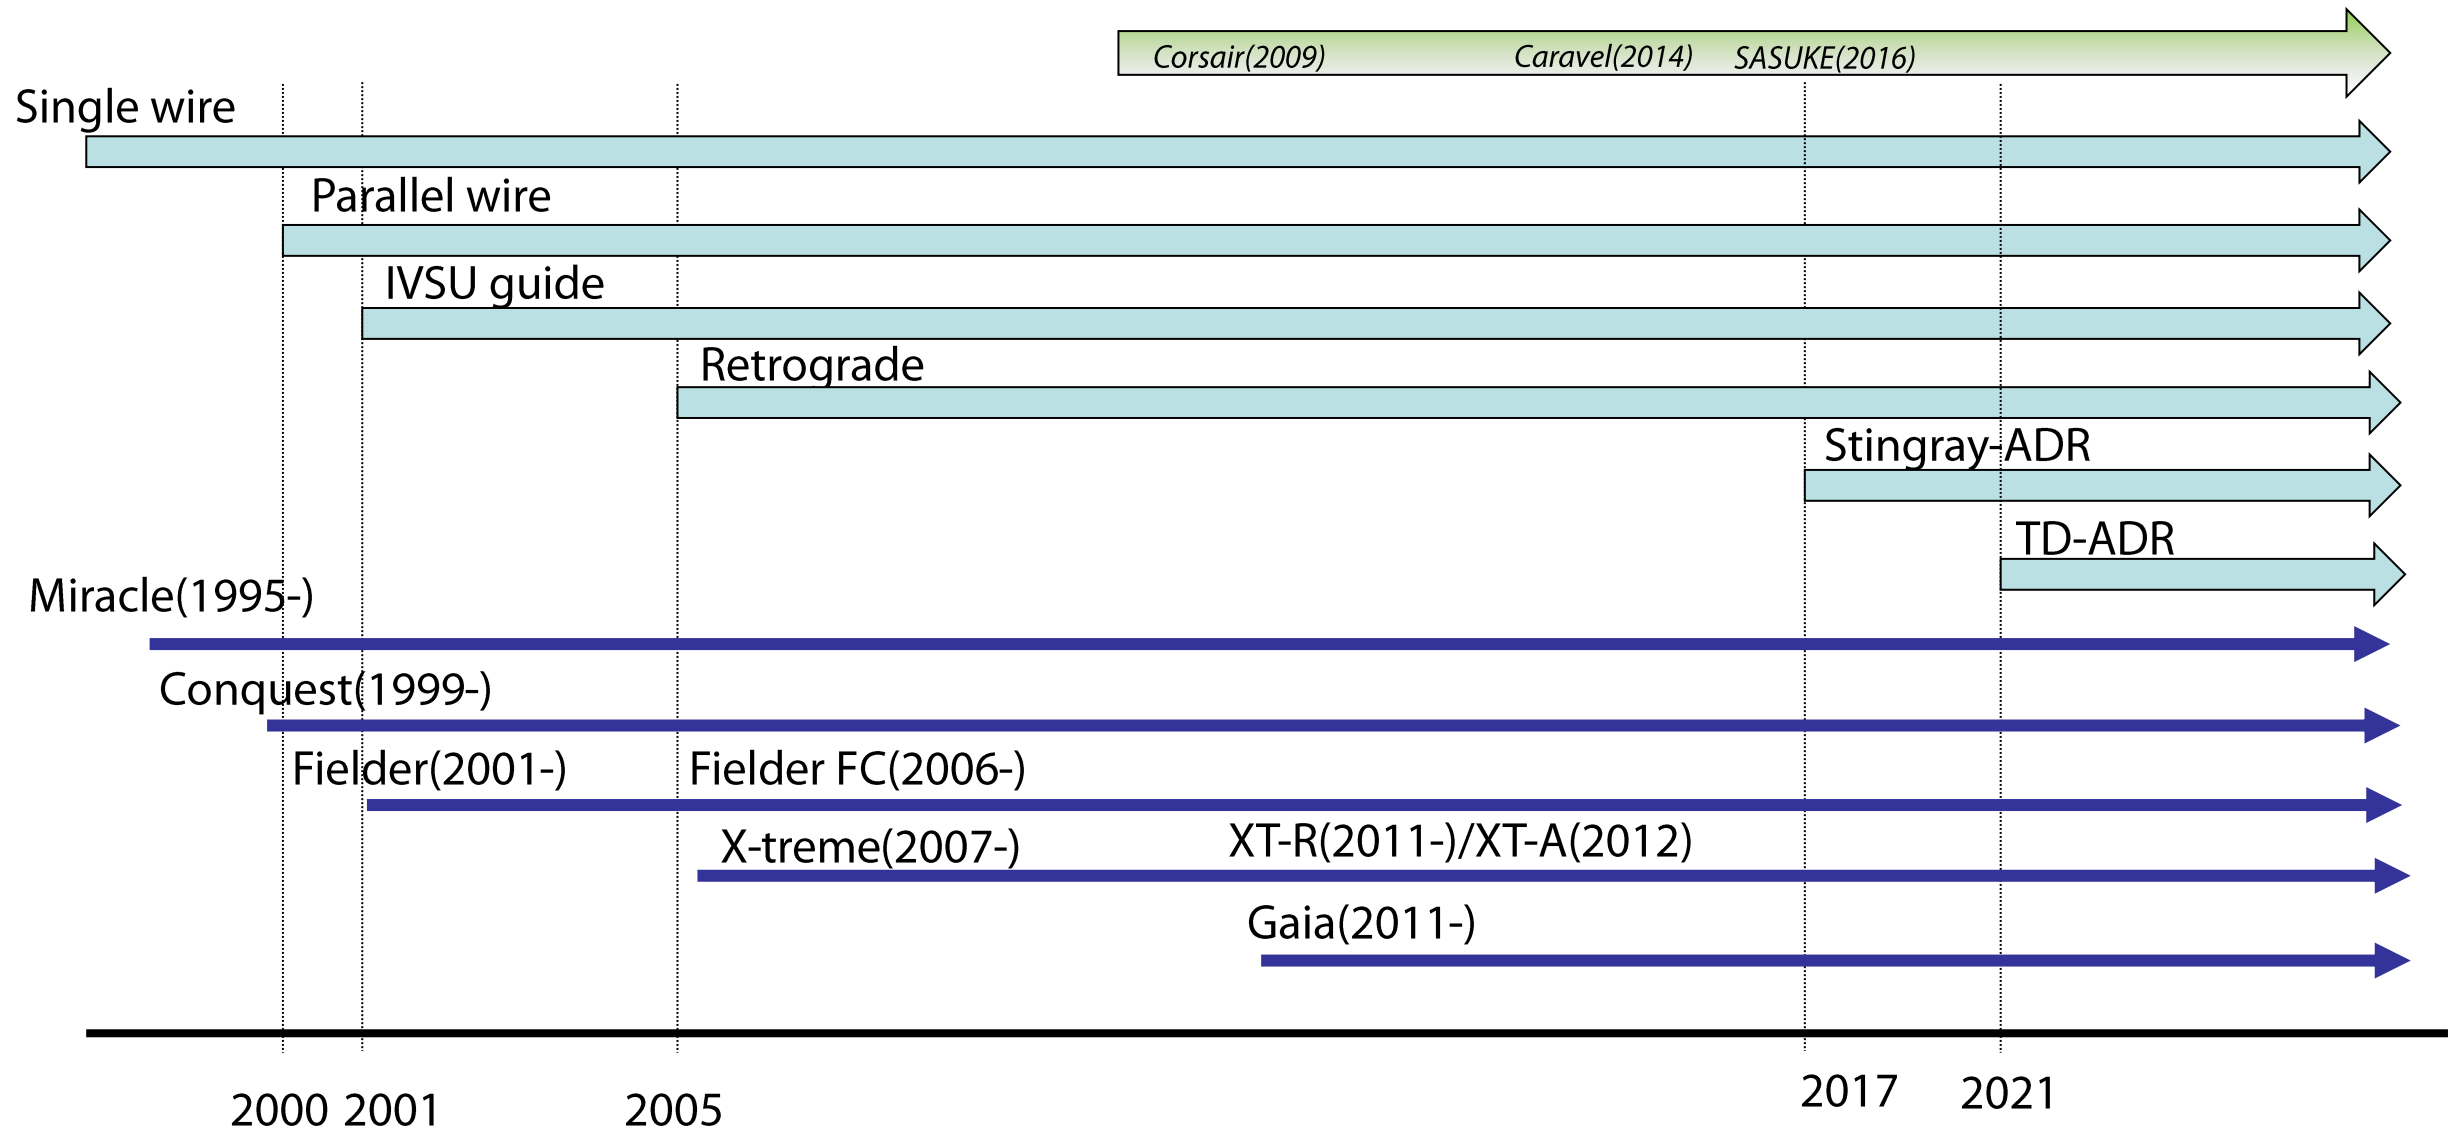 Corsair(2009) Caravel(2014) SASUKE(2016)
Single wire
Parallel wire
IVSU guide
Retrograde
Stingray-ADR
TD-ADR
Miracle(1995-)
Conquest(1999-)
Fielder(2001-) Fielder FC(2006-)
X-treme(2007-) XT-R(2011-)/XT-A(2012)
Gaia(2011-)
2000 2001 2005 2017 2021